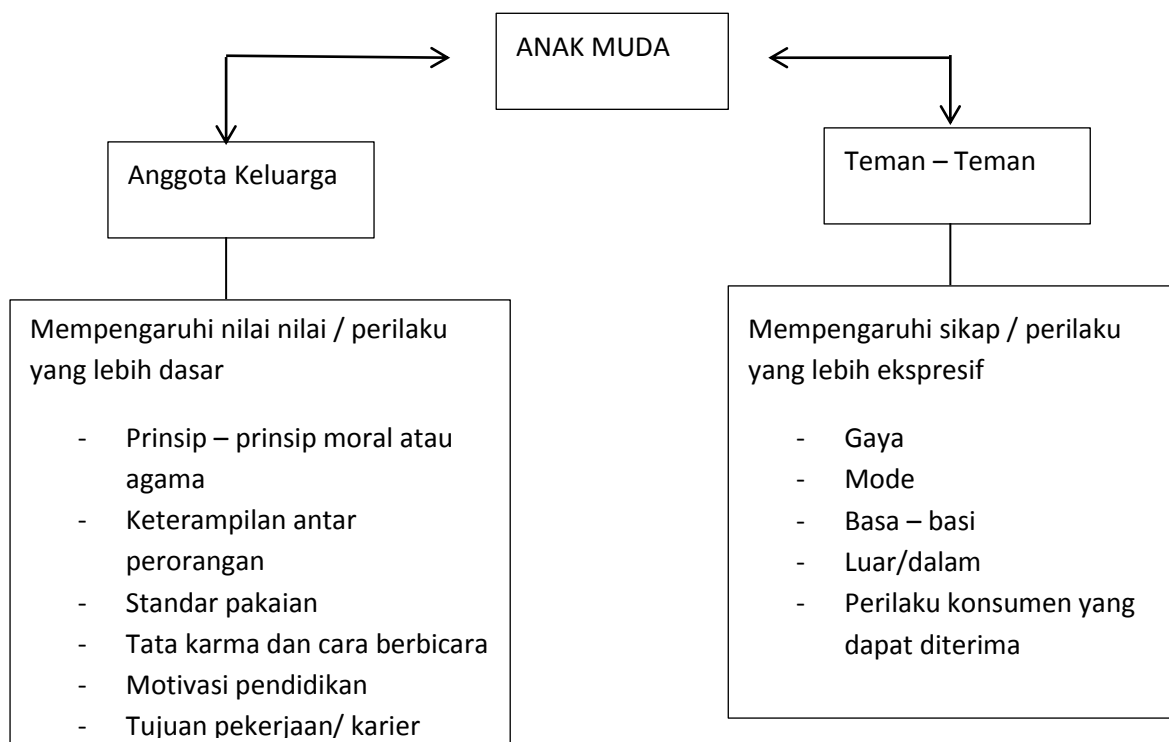 ANAK MUDA
Anggota Keluarga
Teman – Teman
Mempengaruhi nilai nilai / perilaku
yang lebih dasar
- Prinsip – prinsip moral atau
agama
- Keterampilan antar
perorangan
- Standar pakaian
- Tata karma dan cara berbicara
- Motivasi pendidikan
- Tujuan pekerjaan/ karier
Mempengaruhi sikap / perilaku
yang lebih ekspresif
- Gaya
- Mode
- Basa – basi
- Luar/dalam
- Perilaku konsumen yang
dapat diterima